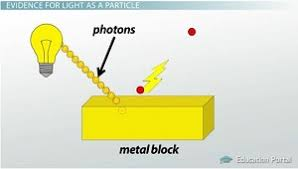 EVIDENCE FOR LIGHT AS A PARTICLE
photons
metal block
Education Portal